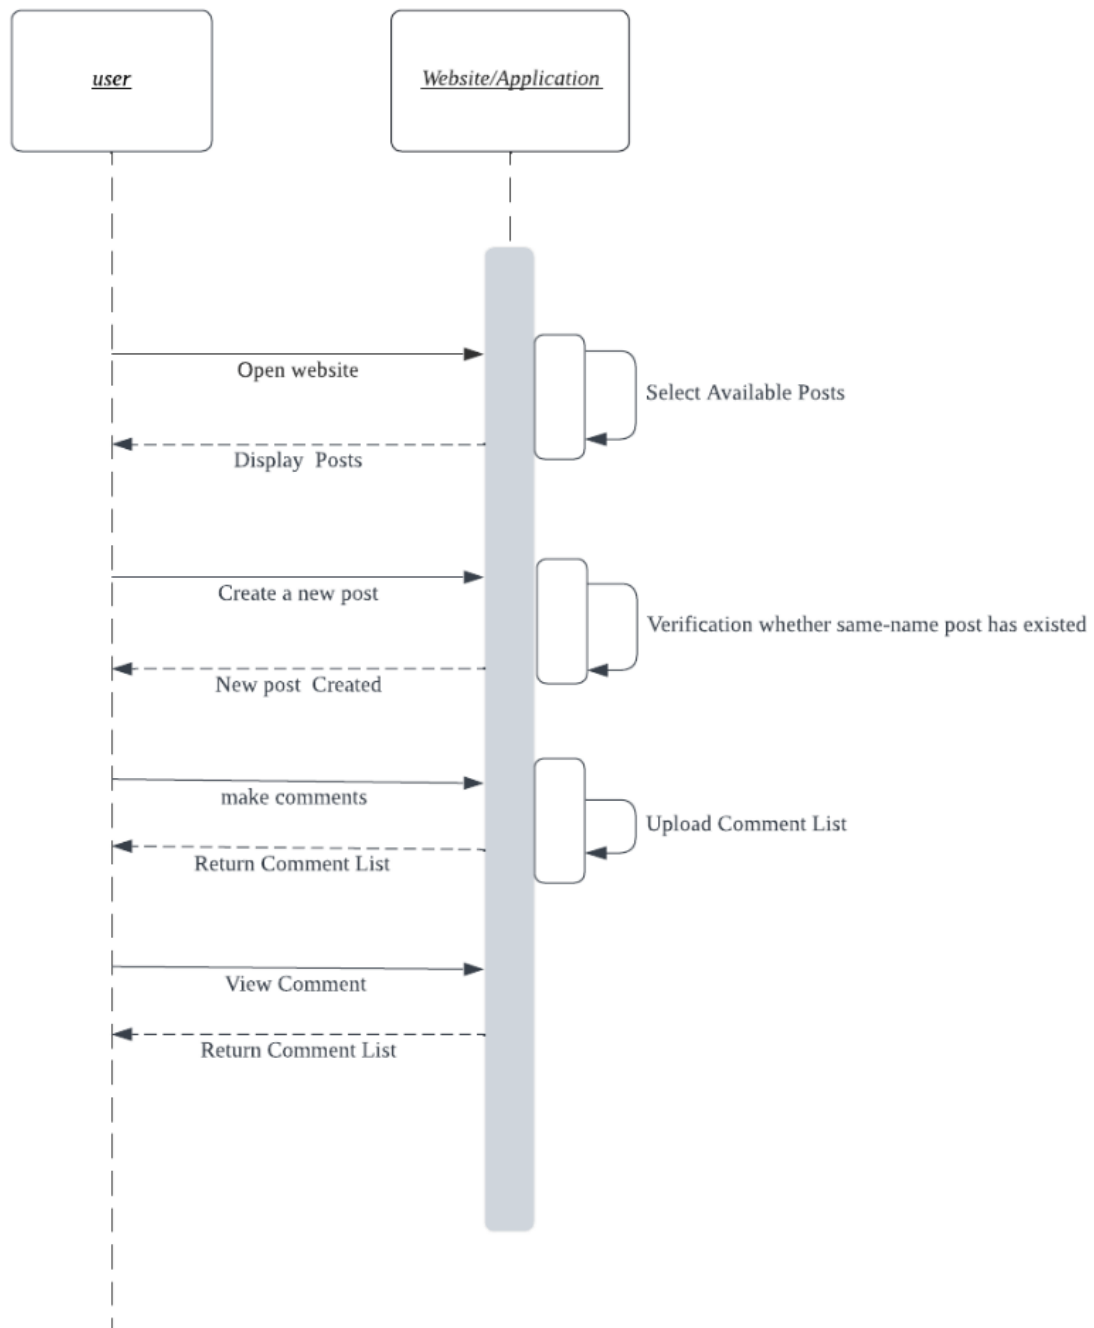 user
Website/Application
Open website
Select Available Posts
Display  Posts
Create a new post
Verification whether same-name post has existed
New post  Created
make comments
Upload Comment List
Return Comment List
View Comment
Return Comment List